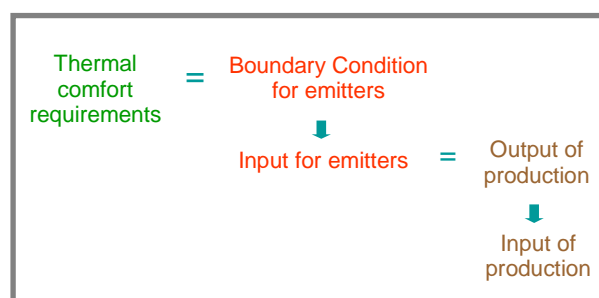 Thermal
comfort
requirements
=
Boundary Condition
for emitters
Input for emitters
=
Output of
production
Input of
production